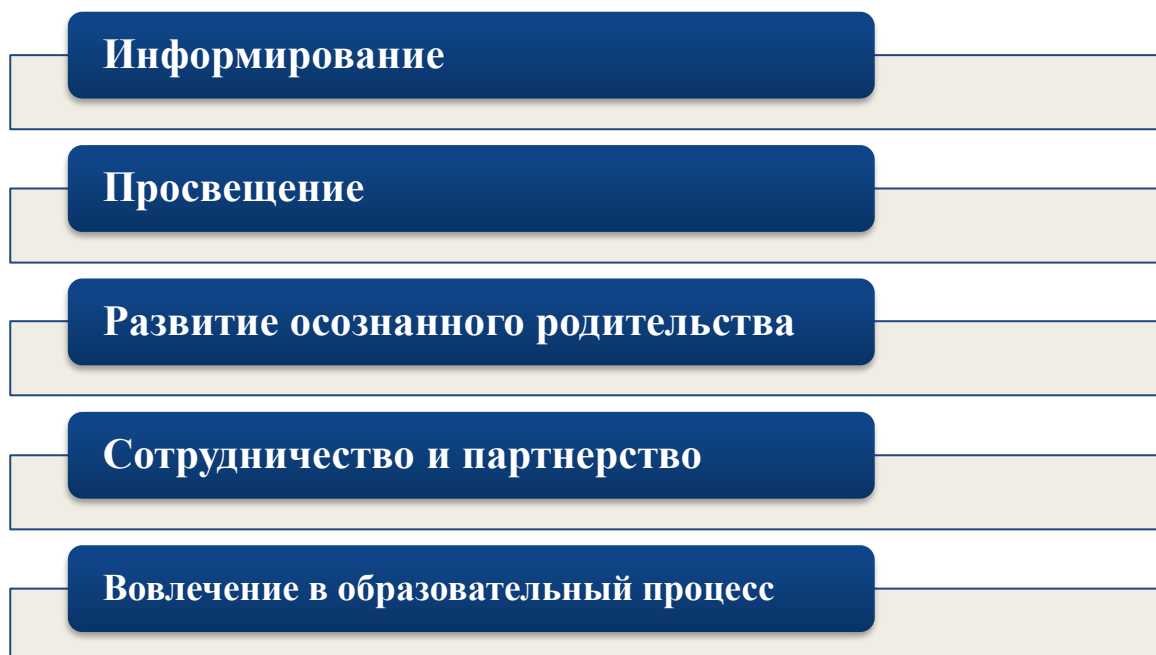 Информирование
Просвещение
Развитие осознанного родительства
Сотрудничество и партнерство
Вовлечение в образовательный процесс